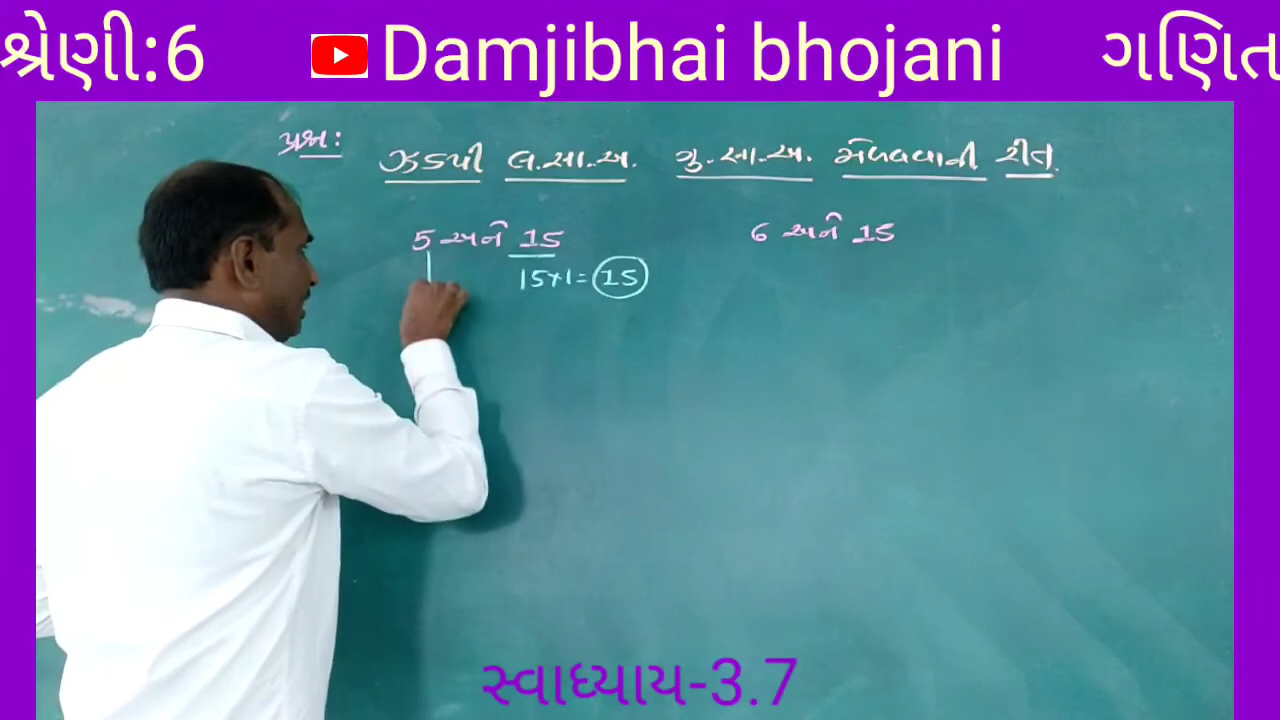 શ્રેણી:6 Damjibhai bhojani ગણિત
પ્રશ્ન:
ઝડપી લ.સા.અ. ગુ.સા.અ. મેળવવાની રીત.
5 અને 15 6 અને 15
15×1=15
સ્વાધ્યાય-3.7